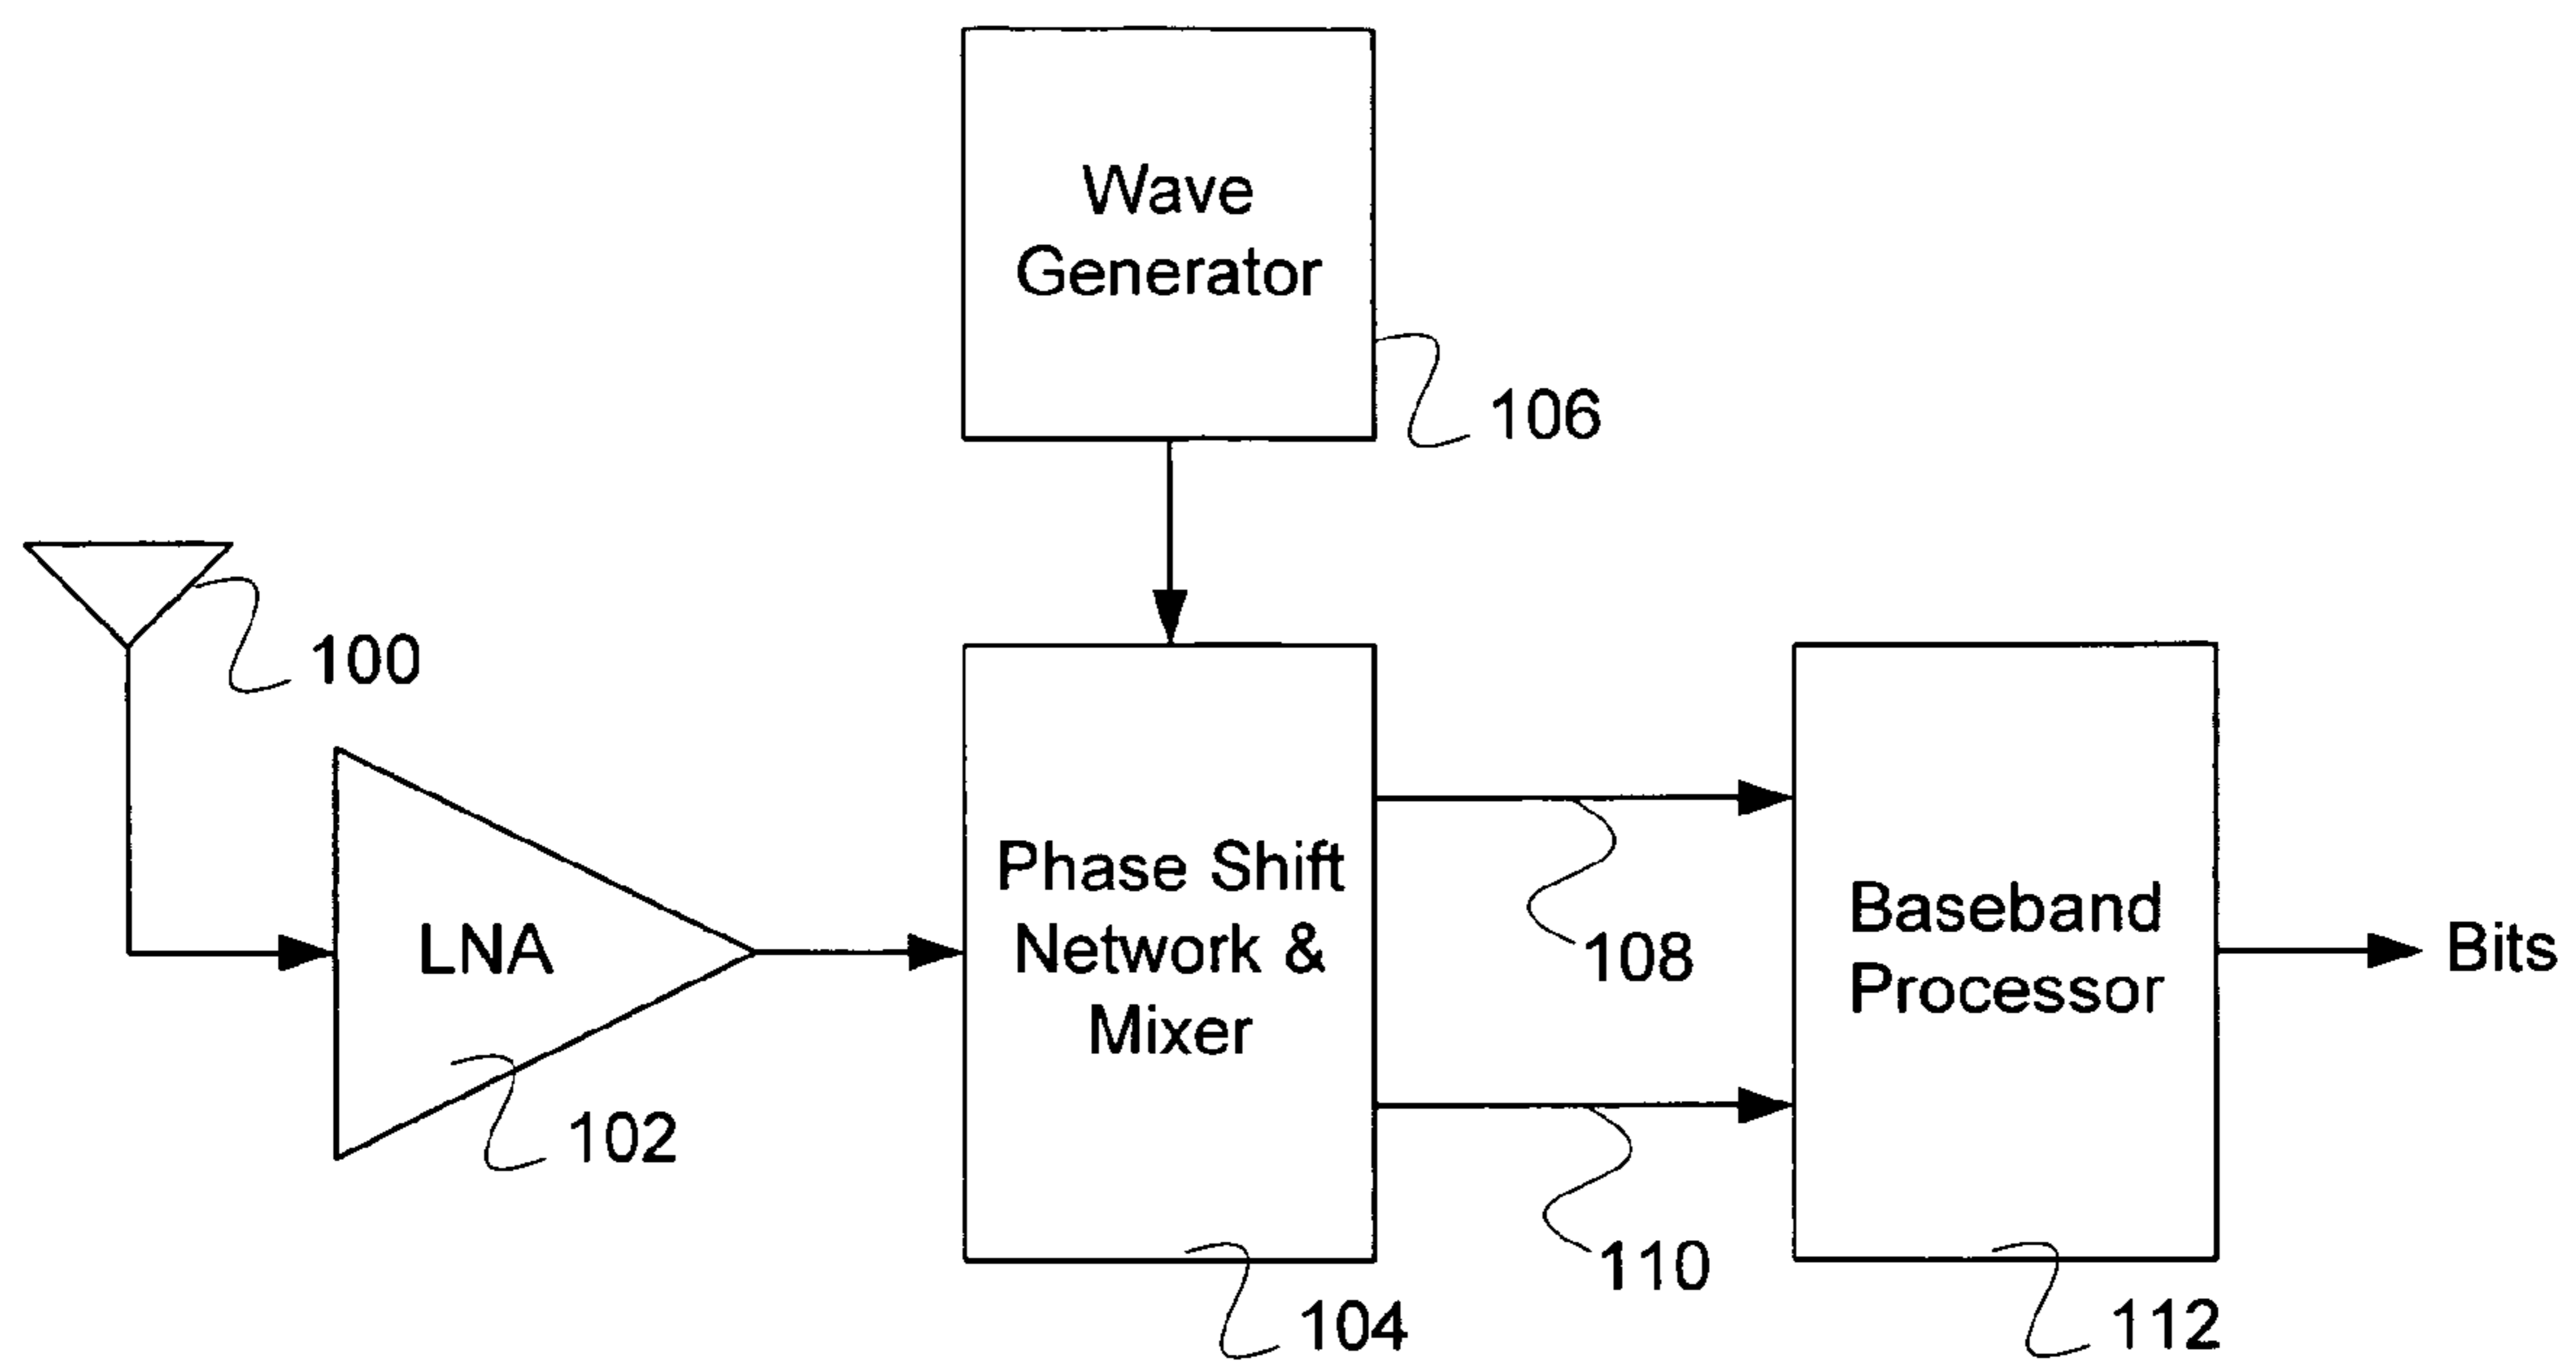 Wave
Generator
106
100
LNA
102
Phase Shift
Network &
Mixer
104
108
110
Baseband
Processor
112
Bits